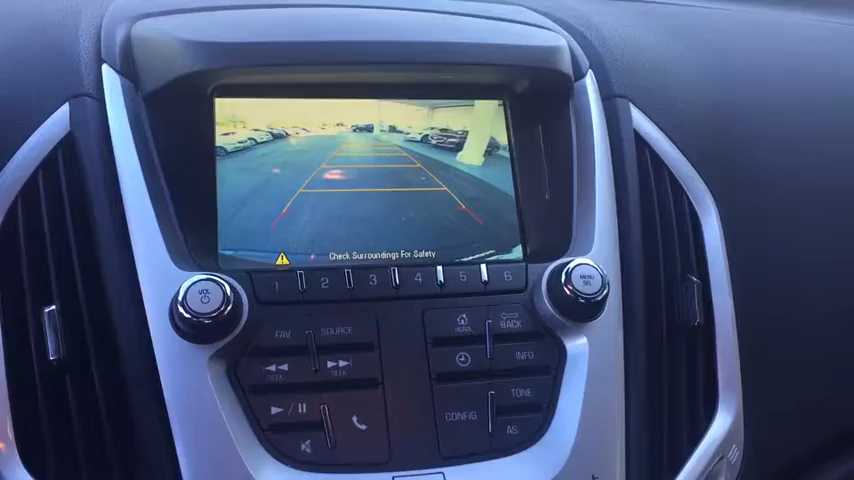 Check Surroundings For Safety
1 2 3 4 5 6
VOL
MENU
SEL
FAV SOURCE
HOME BACK
SEEK SEEK
INFO
TONE
CONFIG
AS